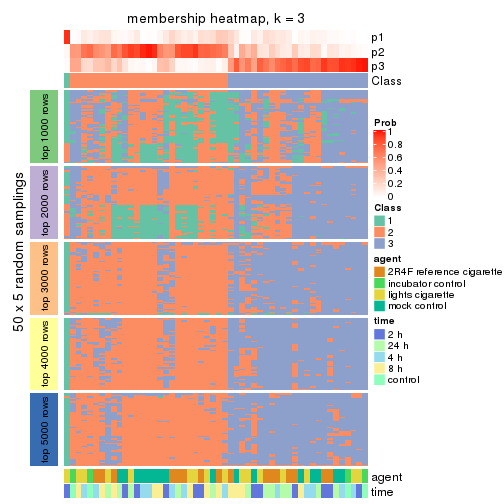 membership heatmap, k = 3
p1
p2
p3
Class
50 x 5 random samplings
top 1000 rows
top 2000 rows
top 3000 rows
top 4000 rows
top 5000 rows
agent
time
Prob
1
0.8
0.6
0.4
0.2
0
Class
1
2
3
agent
2R4F reference cigarette
incubator control
lights cigarette
mock control
time
2 h
24 h
4 h
8 h
control